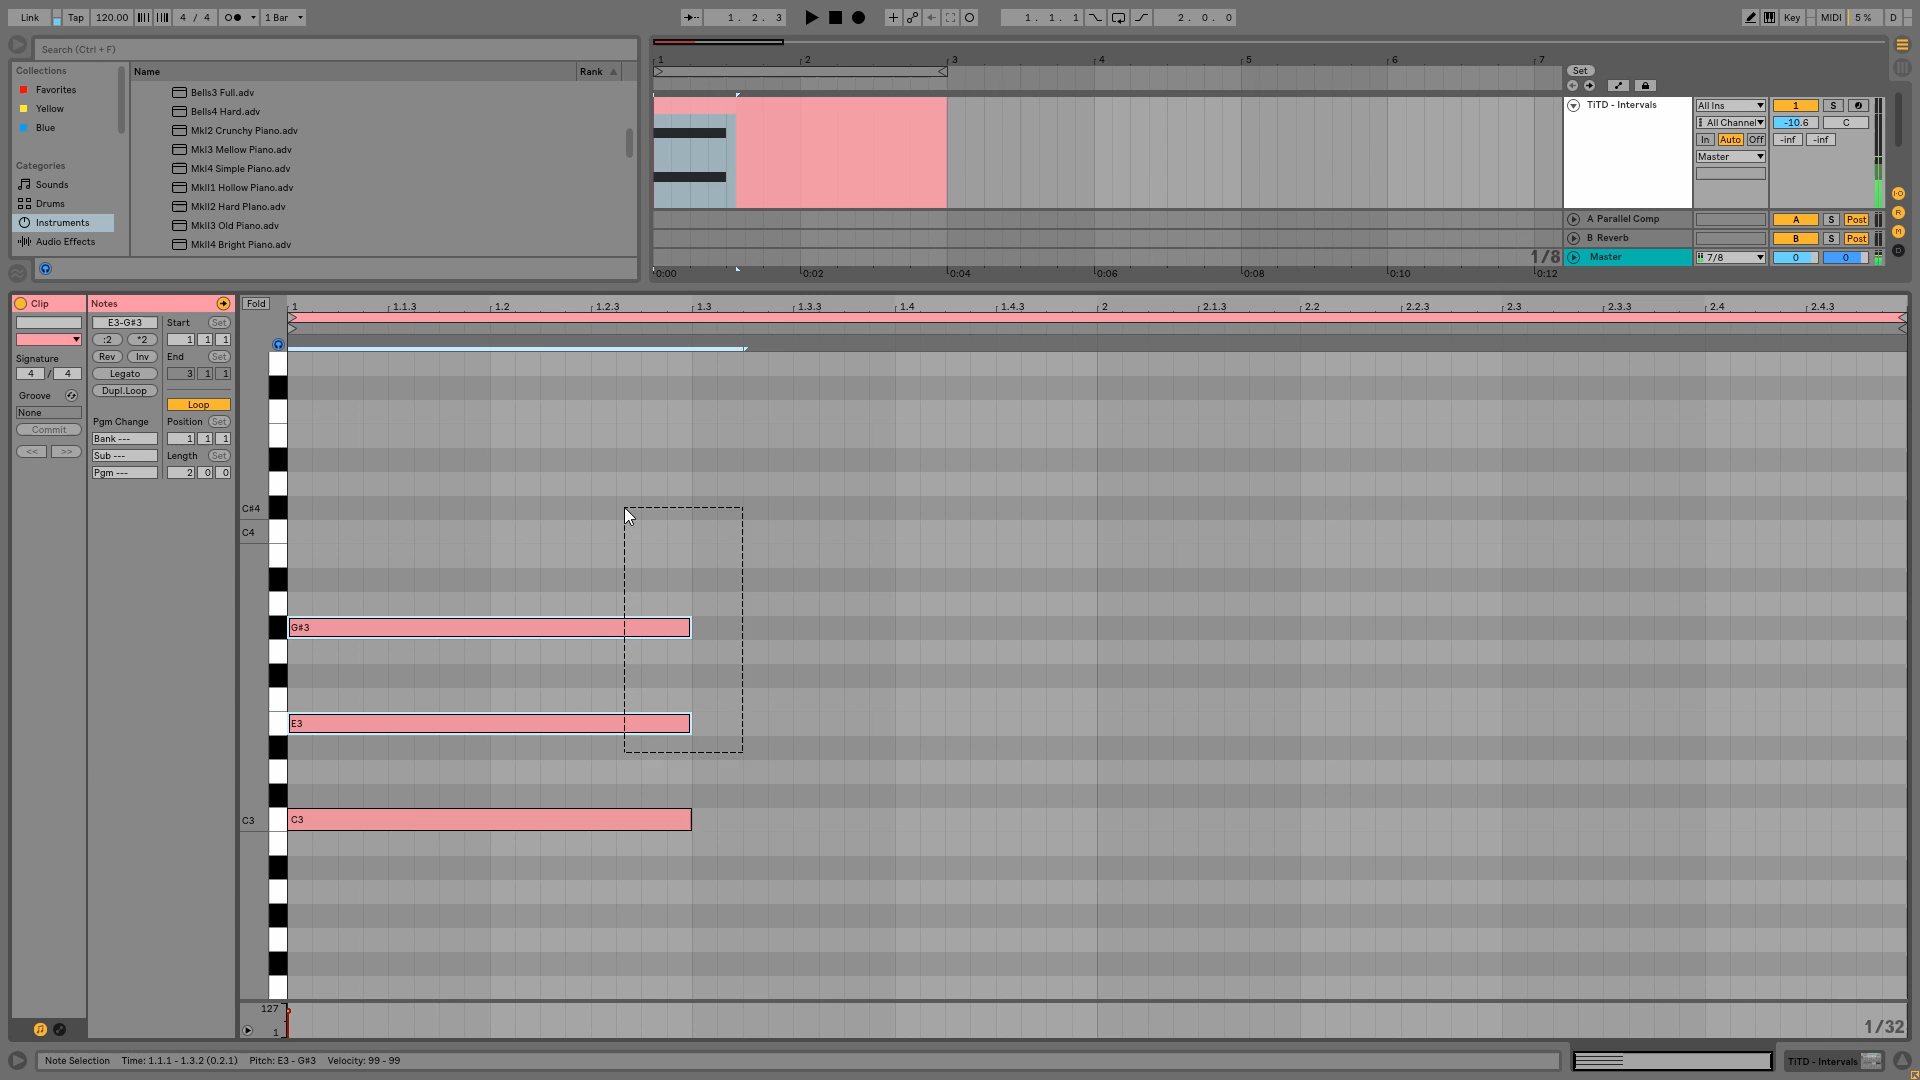 Link Tap 120.00 4 / 4 1 Bar 1. 2. 3 1. 1. 1 2. 0. 0 Key MIDI 5 % D
Search (Ctrl + F)
Collections
Favorites
Yellow
Blue
Categories
Sounds
Drums
Instruments
Audio Effects
Name Rank
Bells3 Full.adv
Bells4 Hard.adv
MkI2 Crunchy Piano.adv
MkI3 Mellow Piano.adv
MkI4 Simple Piano.adv
MkII1 Hollow Piano.adv
MkII2 Hard Piano.adv
MkII3 Old Piano.adv
MkII4 Bright Piano.adv
1 2 3 4 5 6 7
Set
TiTD - Intervals All Ins 1 S
All Channel -10.6 C
In Auto Off -inf -inf
Master
A Parallel Comp A S Post
B Reverb B S Post
1/8 Master 7/8 0 0
0:00 0:02 0:04 0:06 0:08 0:10 0:12
I·O
R
M
D
Clip
Signature
4 / 4
Groove
None
Commit
<< >>
Notes
E3-G#3
:2 *2
Rev Inv
Legato
Dupl.Loop
Pgm Change
Bank ---
Sub ---
Pgm ---
Start Set
1 1 1
End Set
3 1 1
Loop
Position Set
1 1 1
Length Set
2 0 0
Fold 1 1.1.3 1.2 1.2.3 1.3 1.3.3 1.4 1.4.3 2 2.1.3 2.2 2.2.3 2.3 2.3.3 2.4 2.4.3
C#4
C4
G#3
E3
C3 C3
127
1
1/32
Note Selection Time: 1.1.1 - 1.3.2 (0.2.1) Pitch: E3 - G#3 Velocity: 99 - 99
TiTD - Intervals